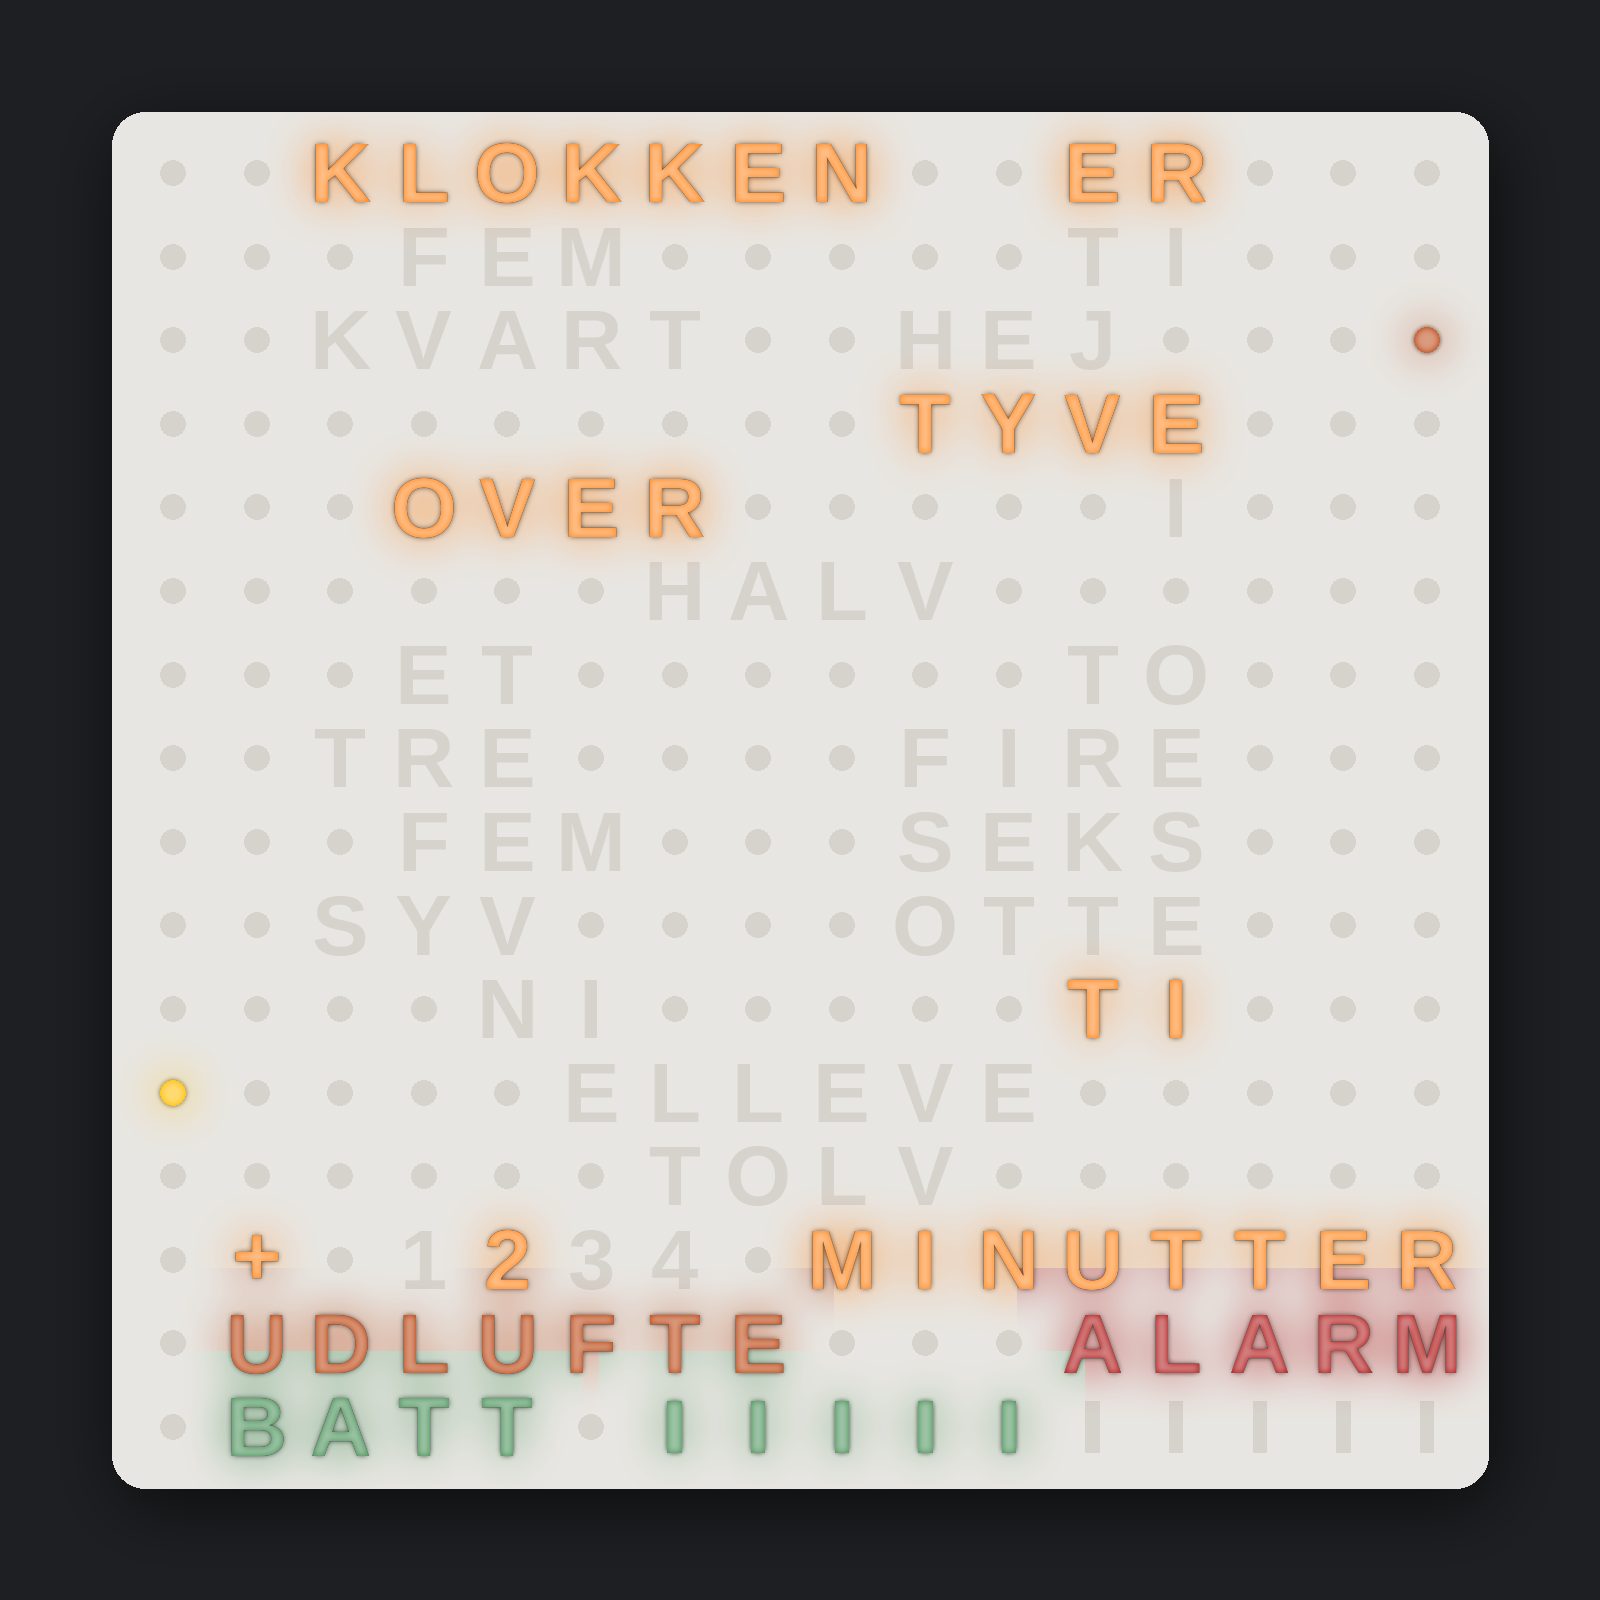 KLOKKEN ER
FEM TI
KVART HEJ
TYVE
OVER I
HALV
ET TO
TRE FIRE
FEM SEKS
SYV OTTE
NI TI
ELLEVE
TOLV
+ 1 2 3 4 MINUTTER
UDLUFTE ALARM
BATT I I I I I I I I I I